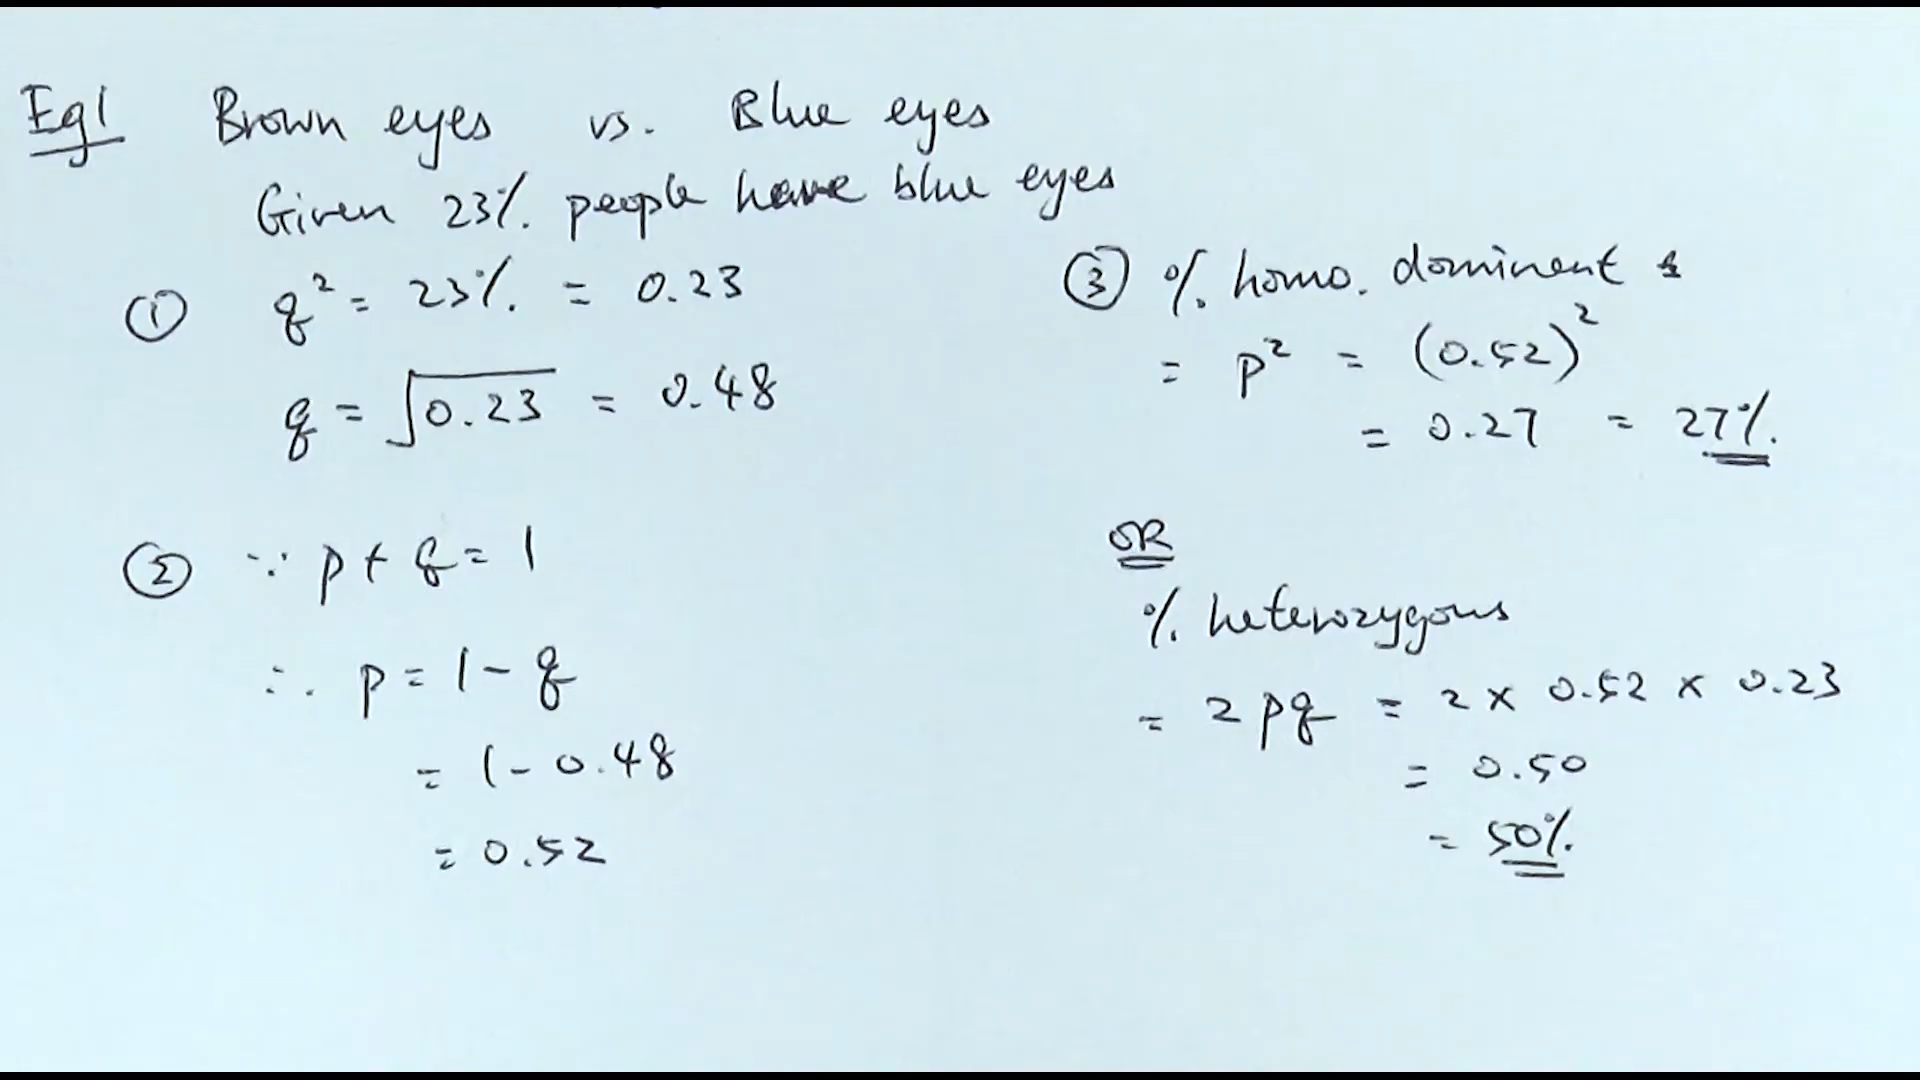 Eg1 Brown eyes vs. Blue eyes
Given 23% people have blue eyes
① q² = 23% = 0.23
q = √0.23 = 0.48
② ∵ p + q = 1
∴ p = 1 - q
= 1 - 0.48
= 0.52
③ % homo. dominent
= p² = (0.52)²
= 0.27 = 27%
OR
% heterozygous
= 2pq = 2 × 0.52 × 0.23
= 0.50
= 50%